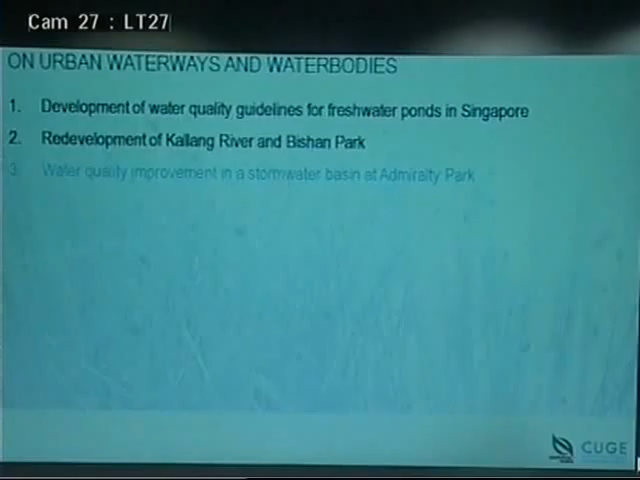 Cam 27 : LT27
ON URBAN WATERWAYS AND WATERBODIES
1. Development of water quality guidelines for freshwater ponds in Singapore
2. Redevelopment of Kallang River and Bishan Park
3. Water quality improvement in a stormwater basin at Admiralty Park
CUGE